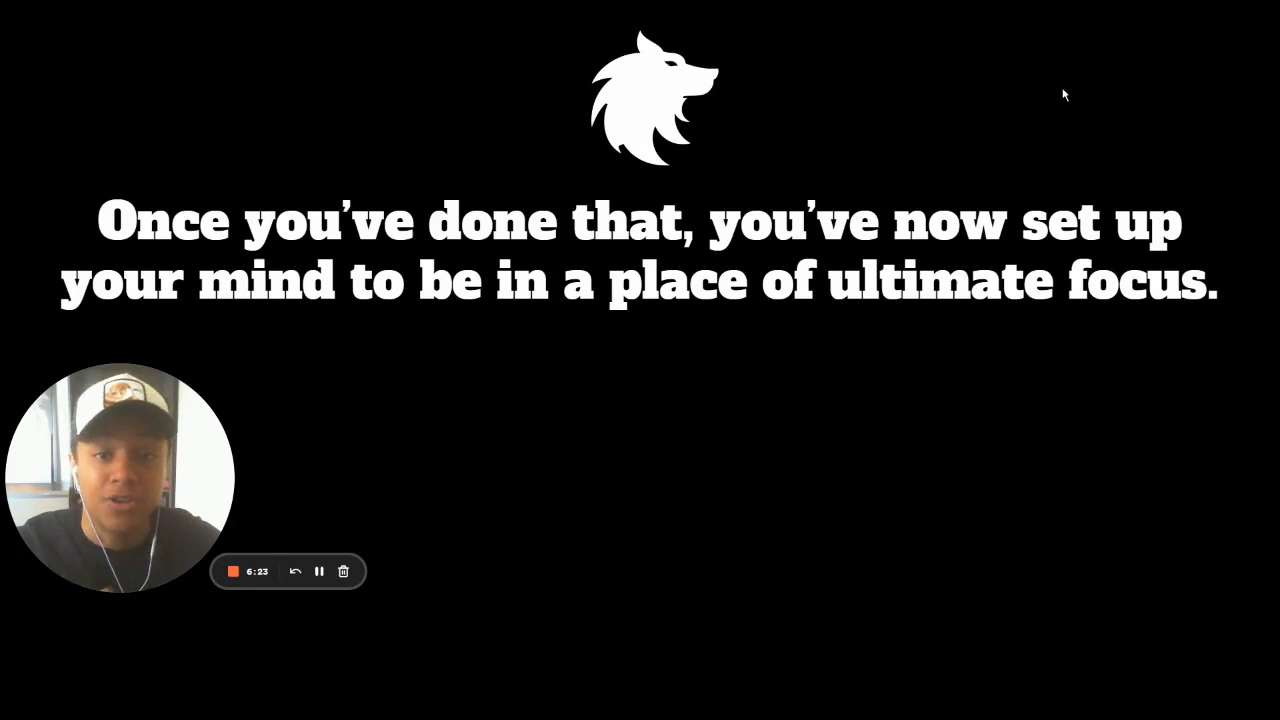 Once you’ve done that, you’ve now set up
your mind to be in a place of ultimate focus.
6:23